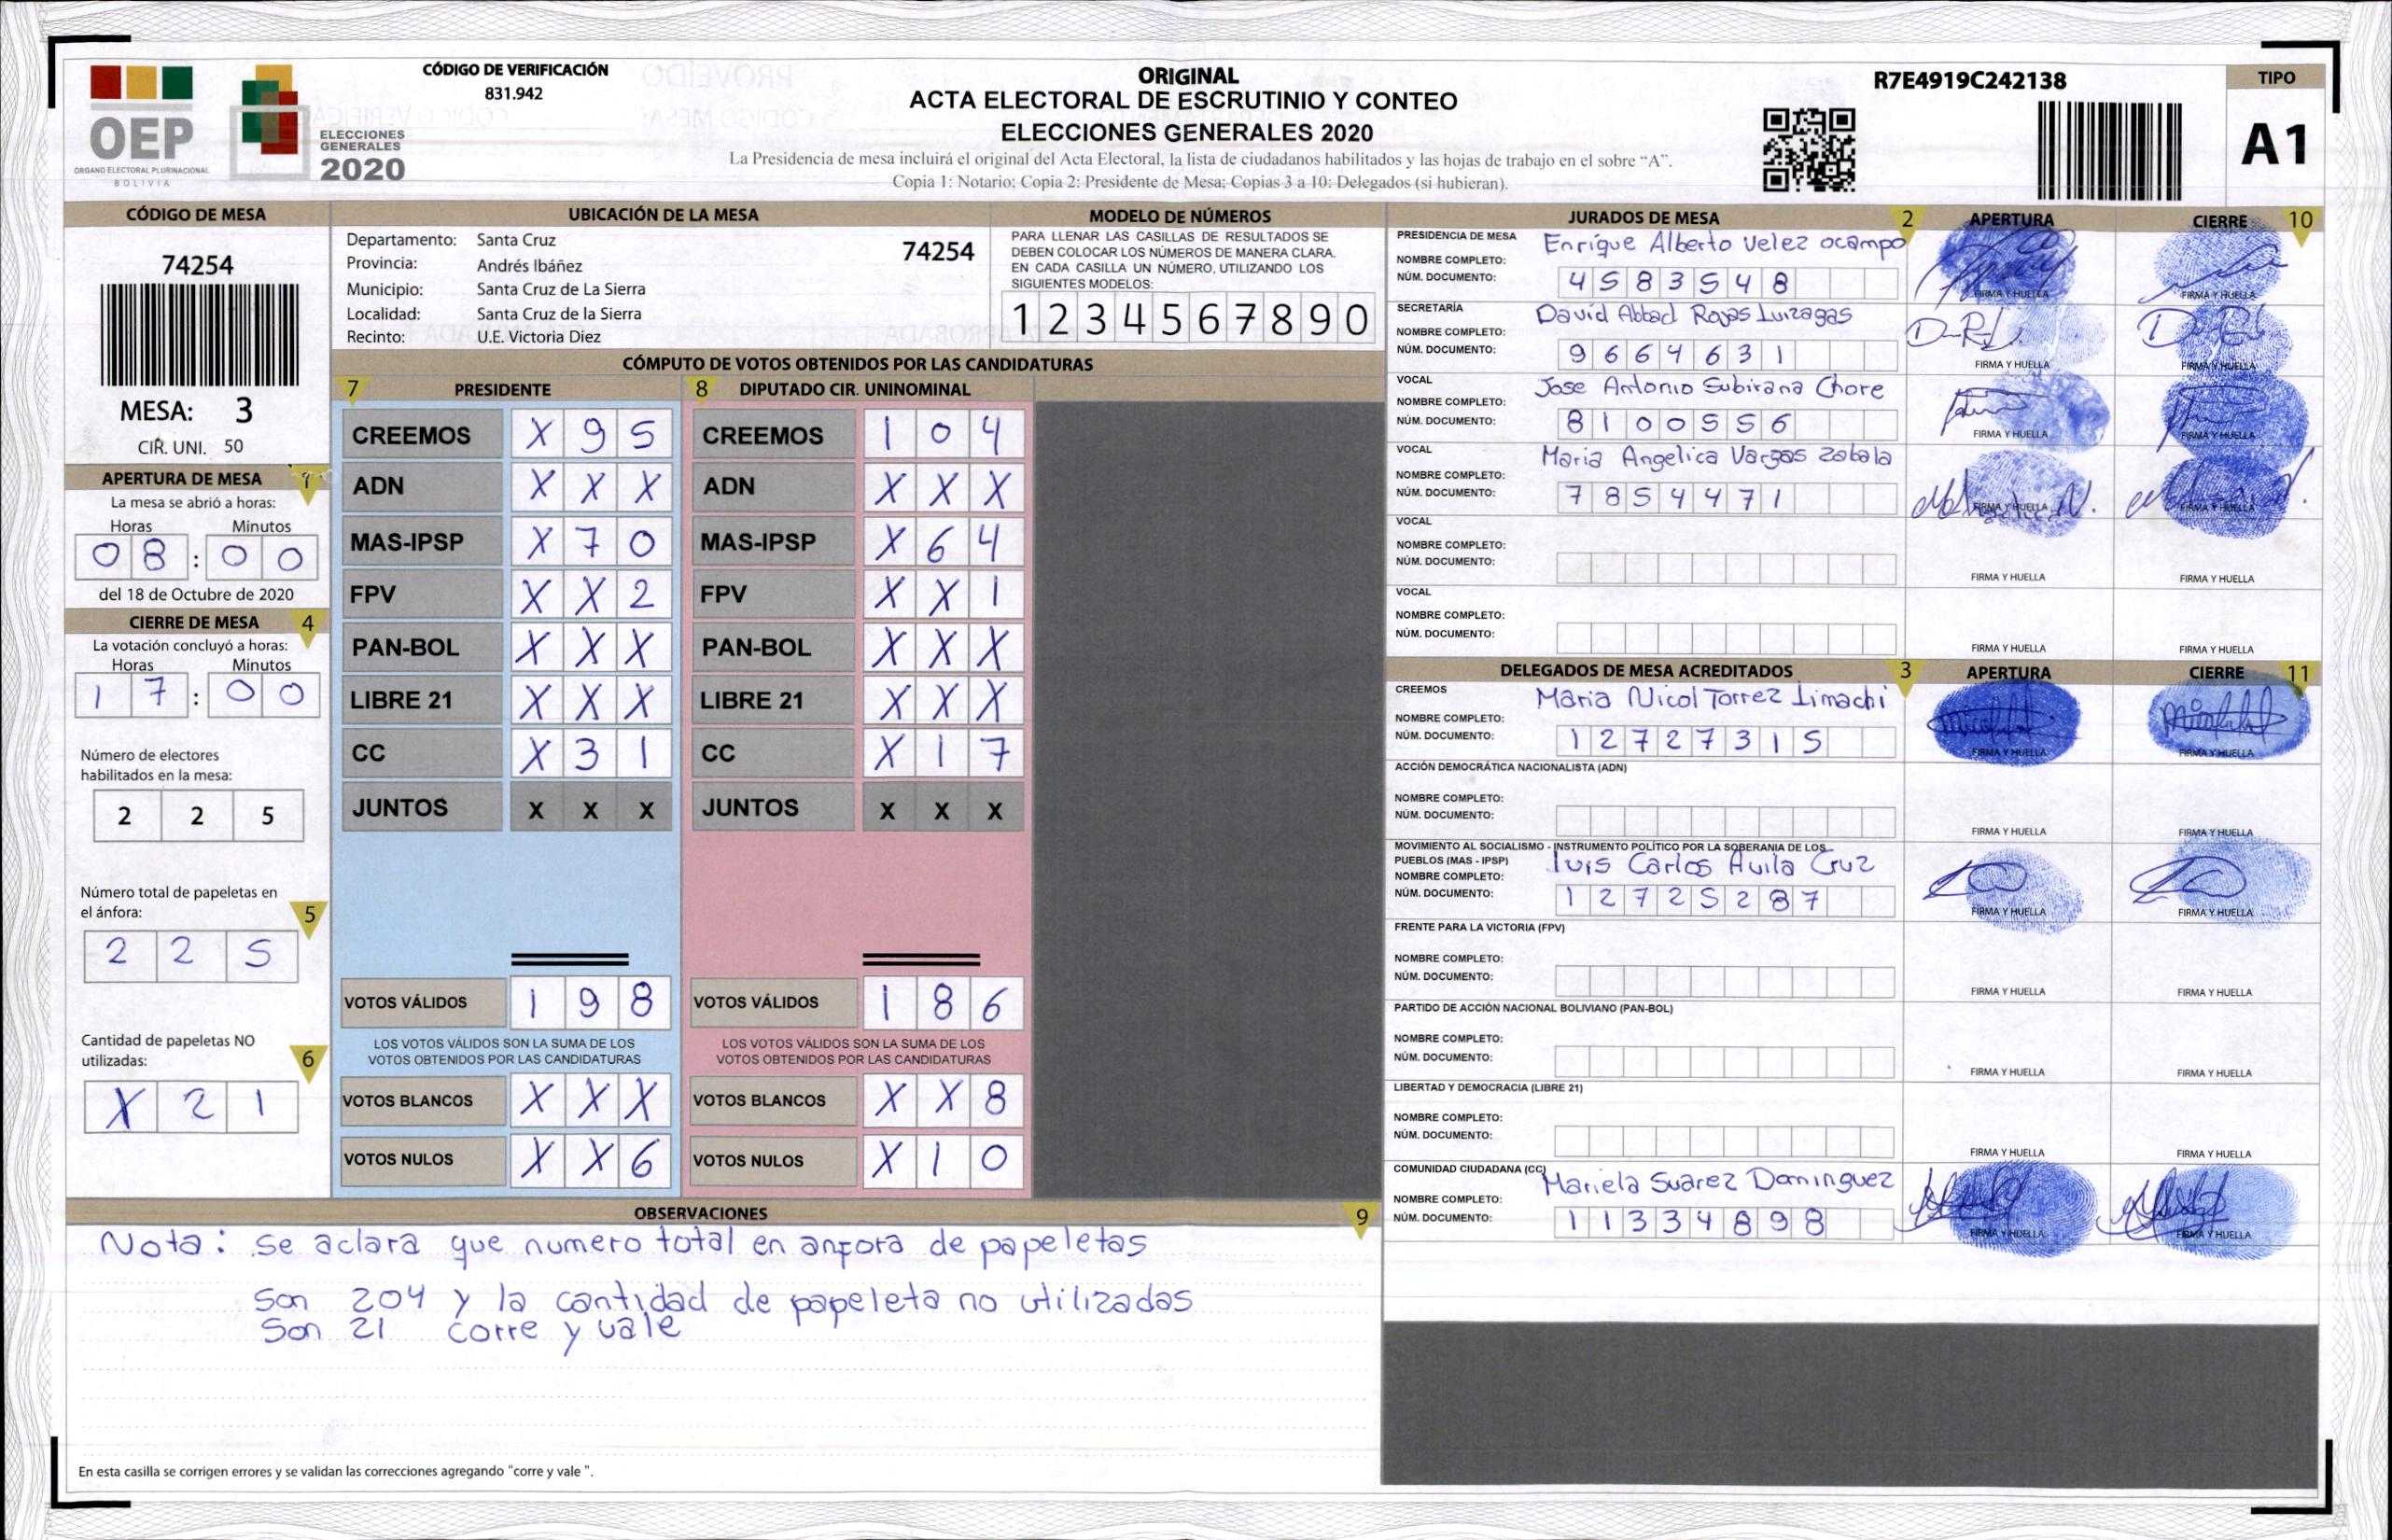 CÓDIGO DE VERIFICACIÓN
831.942
OEP
ÓRGANO ELECTORAL PLURINACIONAL
BOLIVIA
ELECCIONES
GENERALES
2020
ORIGINAL
ACTA ELECTORAL DE ESCRUTINIO Y CONTEO
ELECCIONES GENERALES 2020
La Presidencia de mesa incluirá el original del Acta Electoral, la lista de ciudadanos habilitados y las hojas de trabajo en el sobre “A”.
Copia 1: Notario; Copia 2: Presidente de Mesa; Copias 3 a 10: Delegados (si hubieran).
R7E4919C242138
TIPO
A1
CÓDIGO DE MESA
74254
MESA: 3
CIR. UNI. 50
APERTURA DE MESA 1
La mesa se abrió a horas:
Horas Minutos
08 : 00
del 18 de Octubre de 2020
CIERRE DE MESA 4
La votación concluyó a horas:
Horas Minutos
17 : 00
Número de electores
habilitados en la mesa:
2 2 5
Número total de papeletas en
el ánfora: 5
2 2 5
Cantidad de papeletas NO
utilizadas: 6
X 2 1
UBICACIÓN DE LA MESA
Departamento: Santa Cruz 74254
Provincia: Andrés Ibáñez
Municipio: Santa Cruz de La Sierra
Localidad: Santa Cruz de la Sierra
Recinto: U.E. Victoria Diez
MODELO DE NÚMEROS
PARA LLENAR LAS CASILLAS DE RESULTADOS SE
DEBEN COLOCAR LOS NÚMEROS DE MANERA CLARA.
EN CADA CASILLA UN NÚMERO, UTILIZANDO LOS
SIGUIENTES MODELOS:
1 2 3 4 5 6 7 8 9 0
CÓMPUTO DE VOTOS OBTENIDOS POR LAS CANDIDATURAS
7 PRESIDENTE 8 DIPUTADO CIR. UNINOMINAL
CREEMOS X 9 5 CREEMOS 1 0 4
ADN X X X ADN X X X
MAS-IPSP X 7 0 MAS-IPSP X 6 4
FPV X X 2 FPV X X 1
PAN-BOL X X X PAN-BOL X X X
LIBRE 21 X X X LIBRE 21 X X X
CC X 3 1 CC X 1 7
JUNTOS X X X JUNTOS X X X
VOTOS VÁLIDOS 1 9 8 VOTOS VÁLIDOS 1 8 6
LOS VOTOS VÁLIDOS SON LA SUMA DE LOS LOS VOTOS VÁLIDOS SON LA SUMA DE LOS
VOTOS OBTENIDOS POR LAS CANDIDATURAS VOTOS OBTENIDOS POR LAS CANDIDATURAS
VOTOS BLANCOS X X X VOTOS BLANCOS X X 8
VOTOS NULOS X X 6 VOTOS NULOS X 1 0
OBSERVACIONES 9
Nota: se aclara que numero total en anfora de papeletas
Son 204 y la cantidad de papeleta no utilizadas
Son 21 corre y vale
En esta casilla se corrigen errores y se validan las correcciones agregando "corre y vale ".
JURADOS DE MESA 2 APERTURA CIERRE 10
PRESIDENCIA DE MESA Enrique Alberto Velez ocampo
NOMBRE COMPLETO:
NÚM. DOCUMENTO: 4583548
FIRMA Y HUELLA FIRMA Y HUELLA
SECRETARÍA David Abbad Rojas Luizagas
NOMBRE COMPLETO:
NÚM. DOCUMENTO: 9664631
FIRMA Y HUELLA FIRMA Y HUELLA
VOCAL Jose Antonio Subirana Chore
NOMBRE COMPLETO:
NÚM. DOCUMENTO: 8100556
FIRMA Y HUELLA FIRMA Y HUELLA
VOCAL Maria Angelica Vargas Zabala
NOMBRE COMPLETO:
NÚM. DOCUMENTO: 7854471
FIRMA Y HUELLA FIRMA Y HUELLA
VOCAL
NOMBRE COMPLETO:
NÚM. DOCUMENTO:
FIRMA Y HUELLA FIRMA Y HUELLA
VOCAL
NOMBRE COMPLETO:
NÚM. DOCUMENTO:
FIRMA Y HUELLA FIRMA Y HUELLA
DELEGADOS DE MESA ACREDITADOS 3 APERTURA CIERRE 11
CREEMOS Maria Nicol Torrez Limachi
NOMBRE COMPLETO:
NÚM. DOCUMENTO: 12727315
FIRMA Y HUELLA FIRMA Y HUELLA
ACCIÓN DEMOCRÁTICA NACIONALISTA (ADN)
NOMBRE COMPLETO:
NÚM. DOCUMENTO:
FIRMA Y HUELLA FIRMA Y HUELLA
MOVIMIENTO AL SOCIALISMO - INSTRUMENTO POLÍTICO POR LA SOBERANIA DE LOS
PUEBLOS (MAS - IPSP) luis Carlos Avila Cruz
NOMBRE COMPLETO:
NÚM. DOCUMENTO: 12725287
FIRMA Y HUELLA FIRMA Y HUELLA
FRENTE PARA LA VICTORIA (FPV)
NOMBRE COMPLETO:
NÚM. DOCUMENTO:
FIRMA Y HUELLA FIRMA Y HUELLA
PARTIDO DE ACCIÓN NACIONAL BOLIVIANO (PAN-BOL)
NOMBRE COMPLETO:
NÚM. DOCUMENTO:
FIRMA Y HUELLA FIRMA Y HUELLA
LIBERTAD Y DEMOCRACIA (LIBRE 21)
NOMBRE COMPLETO:
NÚM. DOCUMENTO:
FIRMA Y HUELLA FIRMA Y HUELLA
COMUNIDAD CIUDADANA (CC) Mariela Suarez Dominguez
NOMBRE COMPLETO:
NÚM. DOCUMENTO: 11334898
FIRMA Y HUELLA FIRMA Y HUELLA